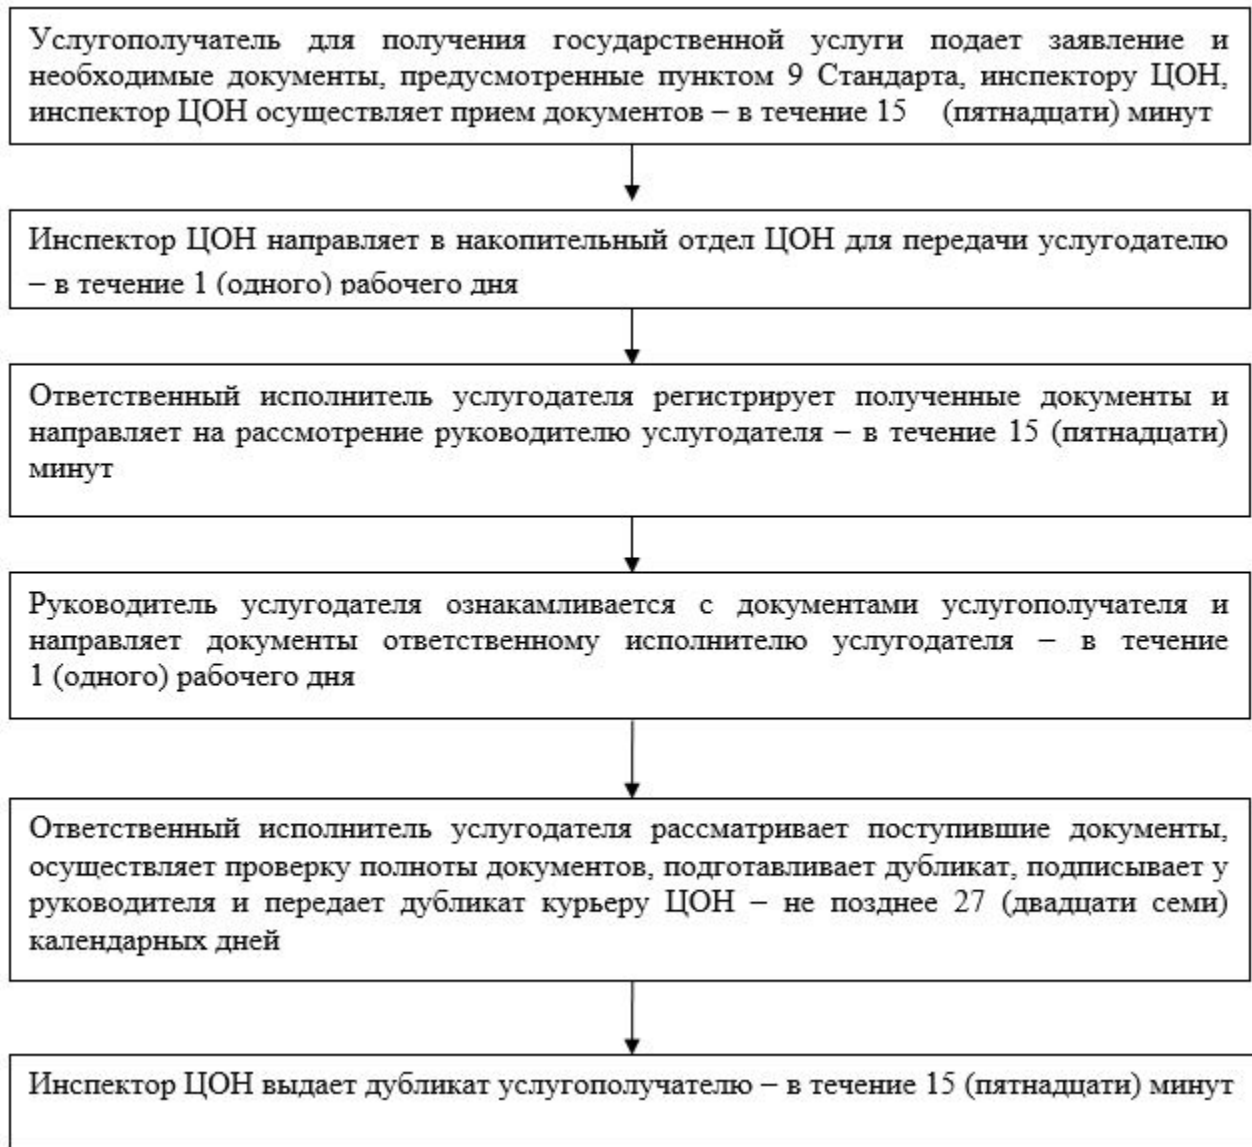 Услугополучатель для получения государственной услуги подает заявление и
необходимые документы, предусмотренные пунктом 9 Стандарта, инспектору ЦОН,
инспектор ЦОН осуществляет прием документов – в течение 15 (пятнадцати) минут
Инспектор ЦОН направляет в накопительный отдел ЦОН для передачи услугодателю
– в течение 1 (одного) рабочего дня
Ответственный исполнитель услугодателя регистрирует полученные документы и
направляет на рассмотрение руководителю услугодателя – в течение 15 (пятнадцати)
минут
Руководитель услугодателя ознакамливается с документами услугополучателя и
направляет документы ответственному исполнителю услугодателя – в течение
1 (одного) рабочего дня
Ответственный исполнитель услугодателя рассматривает поступившие документы,
осуществляет проверку полноты документов, подготавливает дубликат, подписывает у
руководителя и передает дубликат курьеру ЦОН – не позднее 27 (двадцати семи)
календарных дней
Инспектор ЦОН выдает дубликат услугополучателю – в течение 15 (пятнадцати) минут